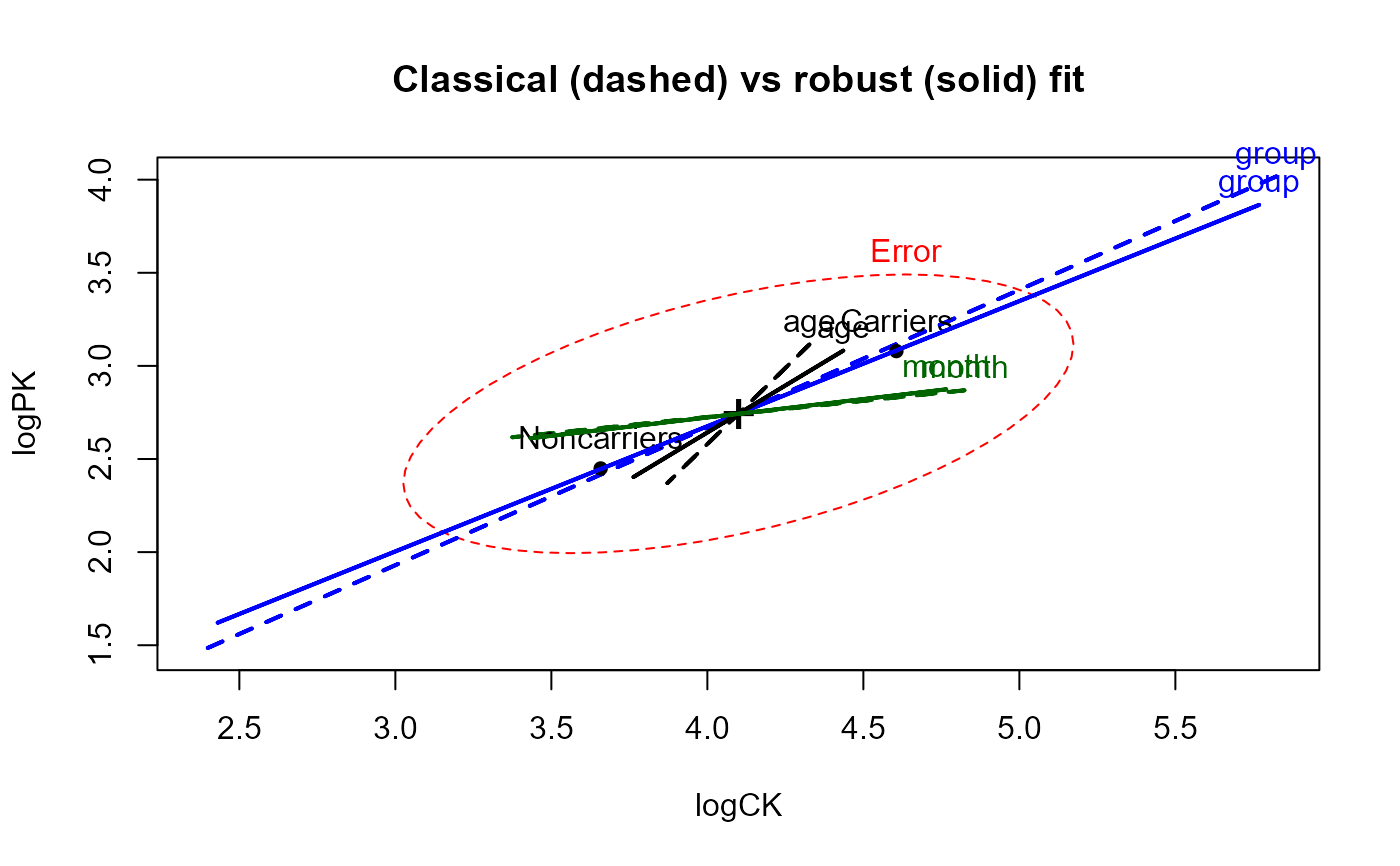 Classical (dashed) vs robust (solid) fit
group
group
Error
age
age
Carriers
month
month
Noncarriers
logPK
4.0
3.5
3.0
2.5
2.0
1.5
2.5 3.0 3.5 4.0 4.5 5.0 5.5
logCK